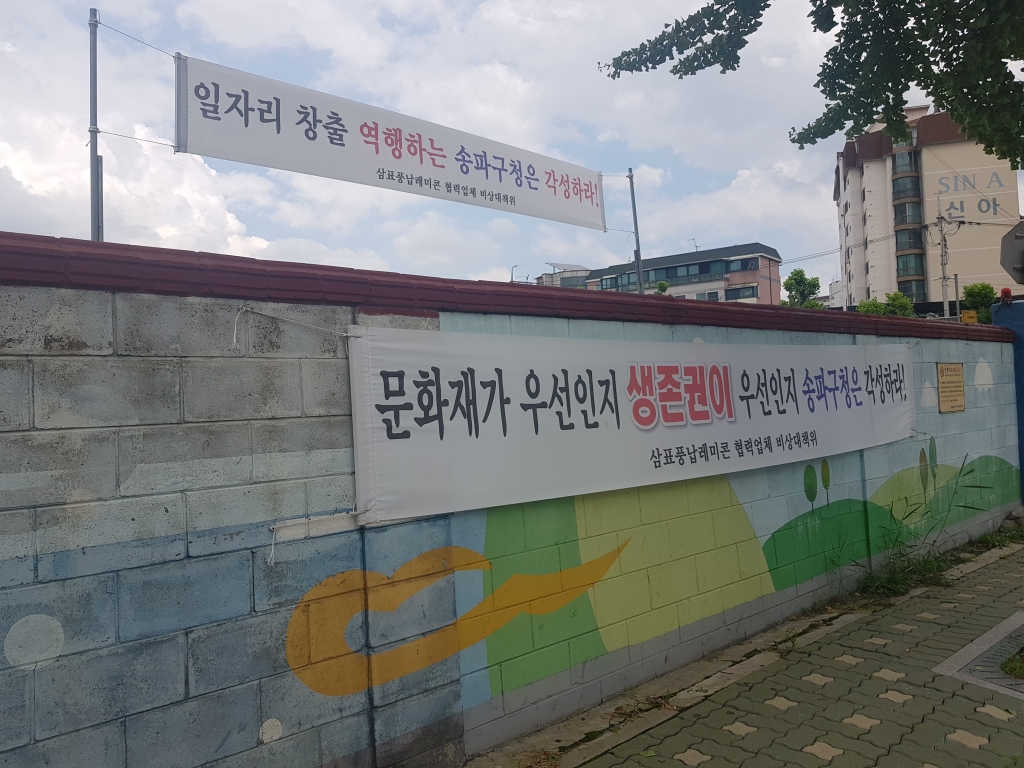 일자리 창출 역행하는 송파구청은 각성하라!
삼표풍납레미콘 협력업체 비상대책위
SIN A
신아
문화재가 우선인지 생존권이 우선인지 송파구청은 각성하라!
삼표풍납레미콘 협력업체 비상대책위